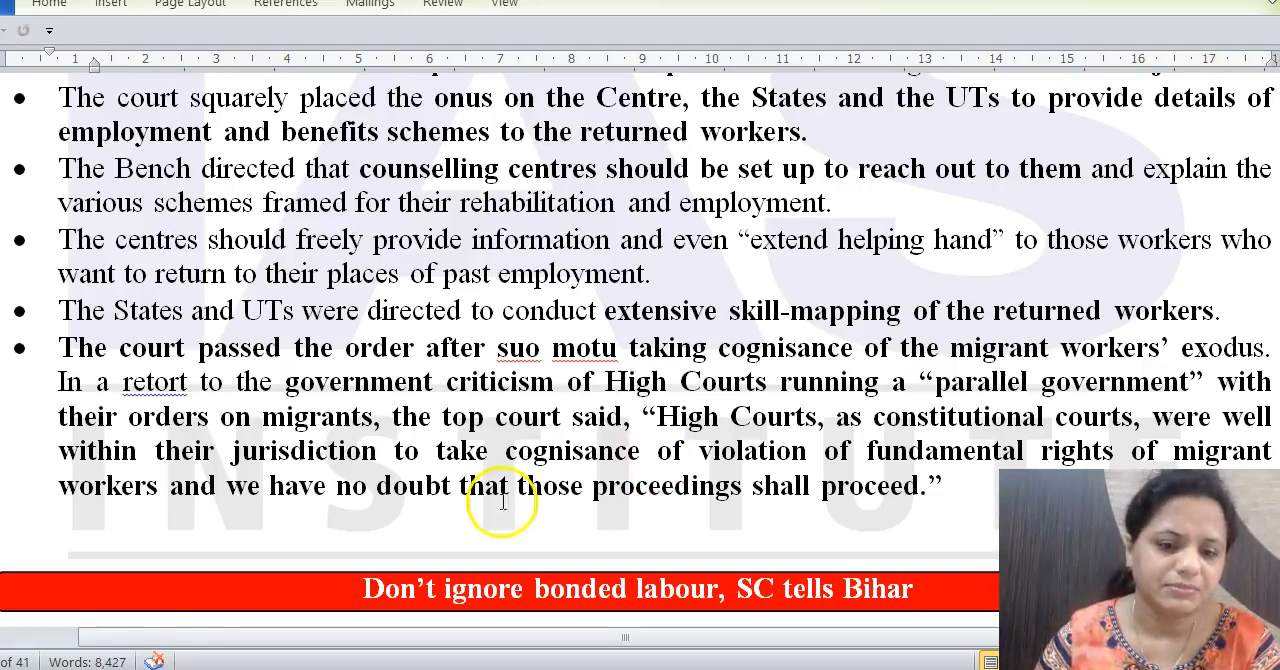 Home Insert Page Layout References Mailings Review View
1 2 3 4 5 6 7 8 9 10 11 12 13 14 15 16 17
• The court squarely placed the onus on the Centre, the States and the UTs to provide details of
employment and benefits schemes to the returned workers.
• The Bench directed that counselling centres should be set up to reach out to them and explain the
various schemes framed for their rehabilitation and employment.
• The centres should freely provide information and even “extend helping hand” to those workers who
want to return to their places of past employment.
• The States and UTs were directed to conduct extensive skill-mapping of the returned workers.
• The court passed the order after suo motu taking cognisance of the migrant workers’ exodus.
In a retort to the government criticism of High Courts running a “parallel government” with
their orders on migrants, the top court said, “High Courts, as constitutional courts, were well
within their jurisdiction to take cognisance of violation of fundamental rights of migrant
workers and we have no doubt that those proceedings shall proceed.”
IAS
INSTITUTE
Don’t ignore bonded labour, SC tells Bihar
of 41 Words: 8,427